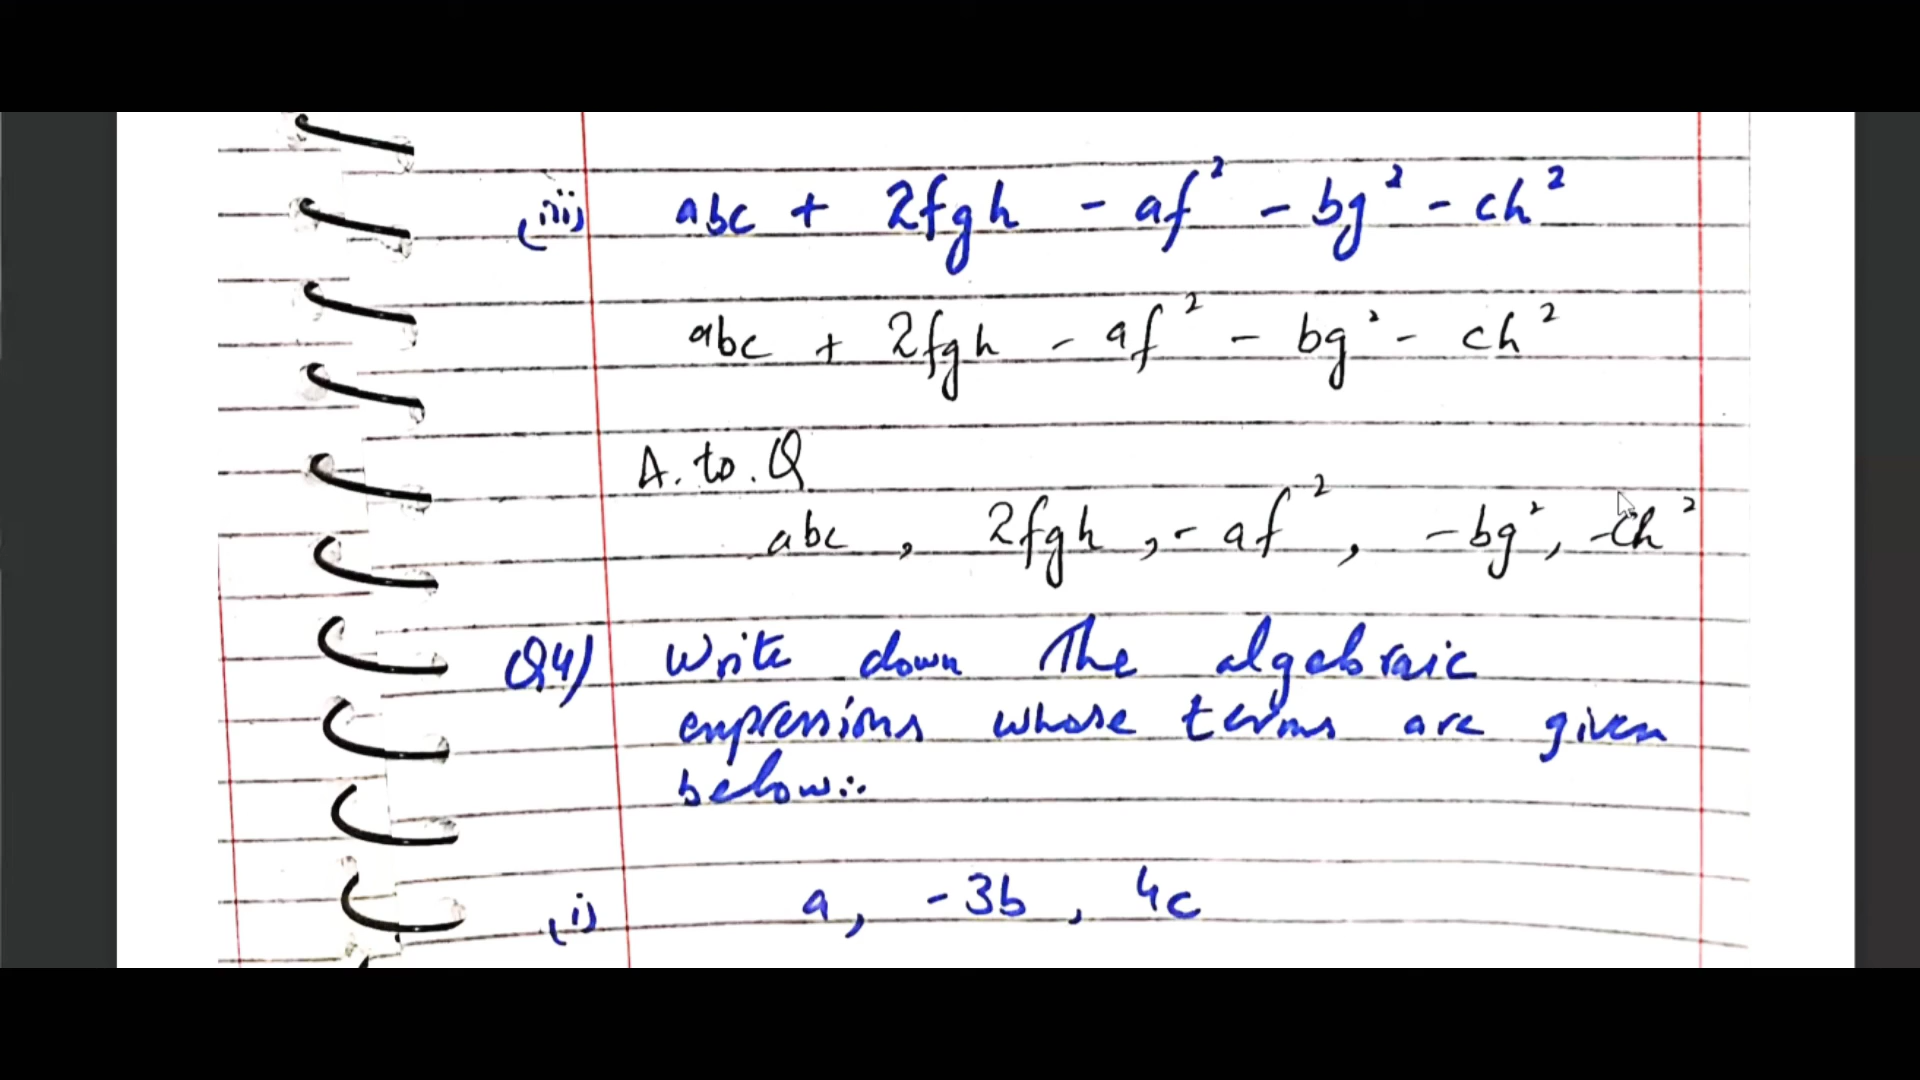 (iii) abc + 2fgh - af² - bg² - ch²
abc + 2fgh - af² - bg² - ch²
A. to. Q
abc , 2fgh , - af² , - bg² , -ch²
Q4) Write down the algebraic
expressions whose terms are given
below:.
(i) a, - 3b , 4c